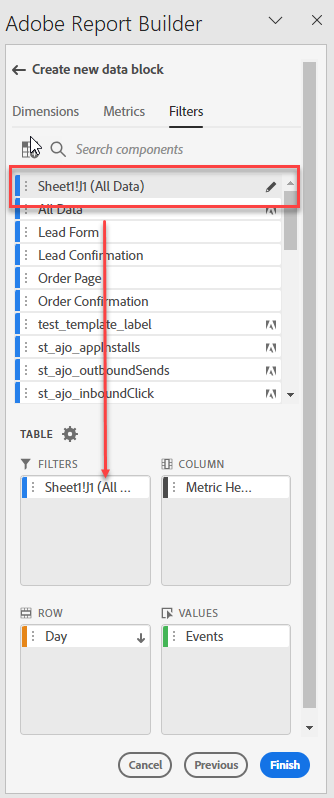 Adobe Report Builder
Create new data block
Dimensions Metrics Filters
Search components
Sheet1!J1 (All Data)
All Data
Lead Form
Lead Confirmation
Order Page
Order Confirmation
test_template_label
st_ajo_appInstalls
st_ajo_outboundSends
st_ajo_inboundClick
TABLE
FILTERS COLUMN
Sheet1!J1 (All ... Metric He...
ROW VALUES
Day Events
Cancel Previous Finish